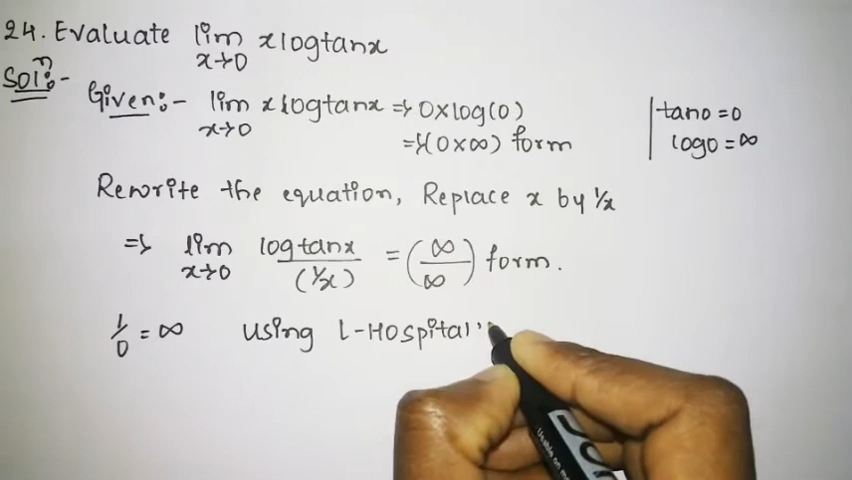 24. Evaluate lim x→0 x log tan x
Sol^n:-
Given:- lim x→0 x log tan x ⇒ 0 x log(0)
⇒ (0 x ∞) form
tan 0 = 0
log 0 = ∞
Rewrite the equation, Replace x by 1/x
⇒ lim x→0 log tan x / (1/x) = (∞/∞) form.
1/0 = ∞ using L-Hospital'